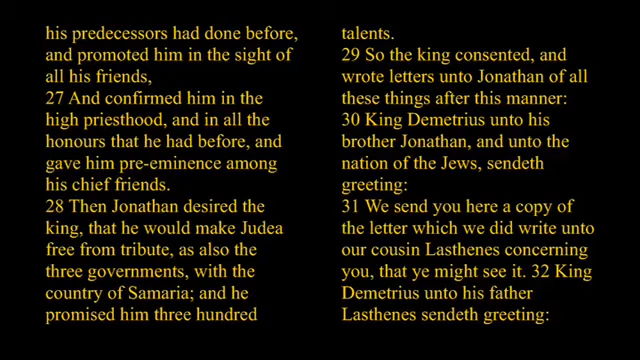 his predecessors had done before,
and promoted him in the sight of
all his friends,
27 And confirmed him in the
high priesthood, and in all the
honours that he had before, and
gave him pre-eminence among
his chief friends.
28 Then Jonathan desired the
king, that he would make Judea
free from tribute, as also the
three governments, with the
country of Samaria; and he
promised him three hundred
talents.
29 So the king consented, and
wrote letters unto Jonathan of all
these things after this manner:
30 King Demetrius unto his
brother Jonathan, and unto the
nation of the Jews, sendeth
greeting:
31 We send you here a copy of
the letter which we did write unto
our cousin Lasthenes concerning
you, that ye might see it. 32 King
Demetrius unto his father
Lasthenes sendeth greeting: